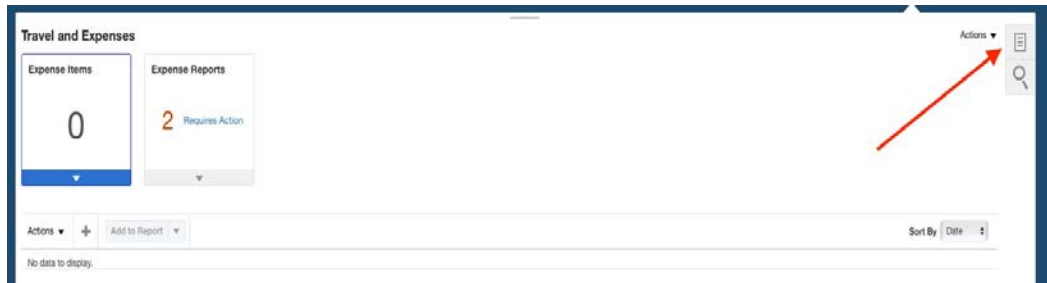 Travel and Expenses
Actions
Expense Items
Expense Reports
0
2 Requires Action
Actions
Add to Report
Sort By Date
No data to display.